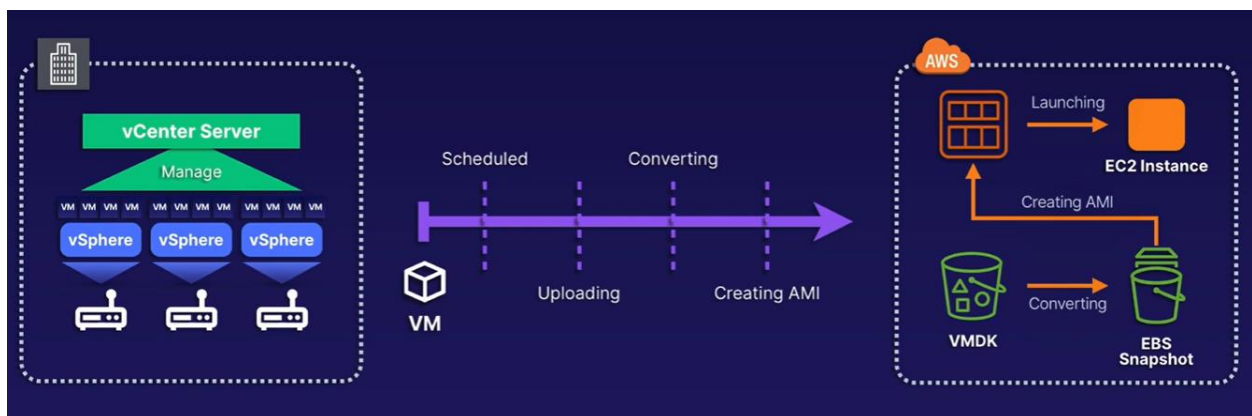 vCenter Server
Manage
VM VM VM VM VM VM VM VM VM VM VM VM
vSphere vSphere vSphere
Scheduled
Converting
Uploading
Creating AMI
VM
AWS
Launching
EC2 Instance
Creating AMI
Converting
VMDK
EBS
Snapshot